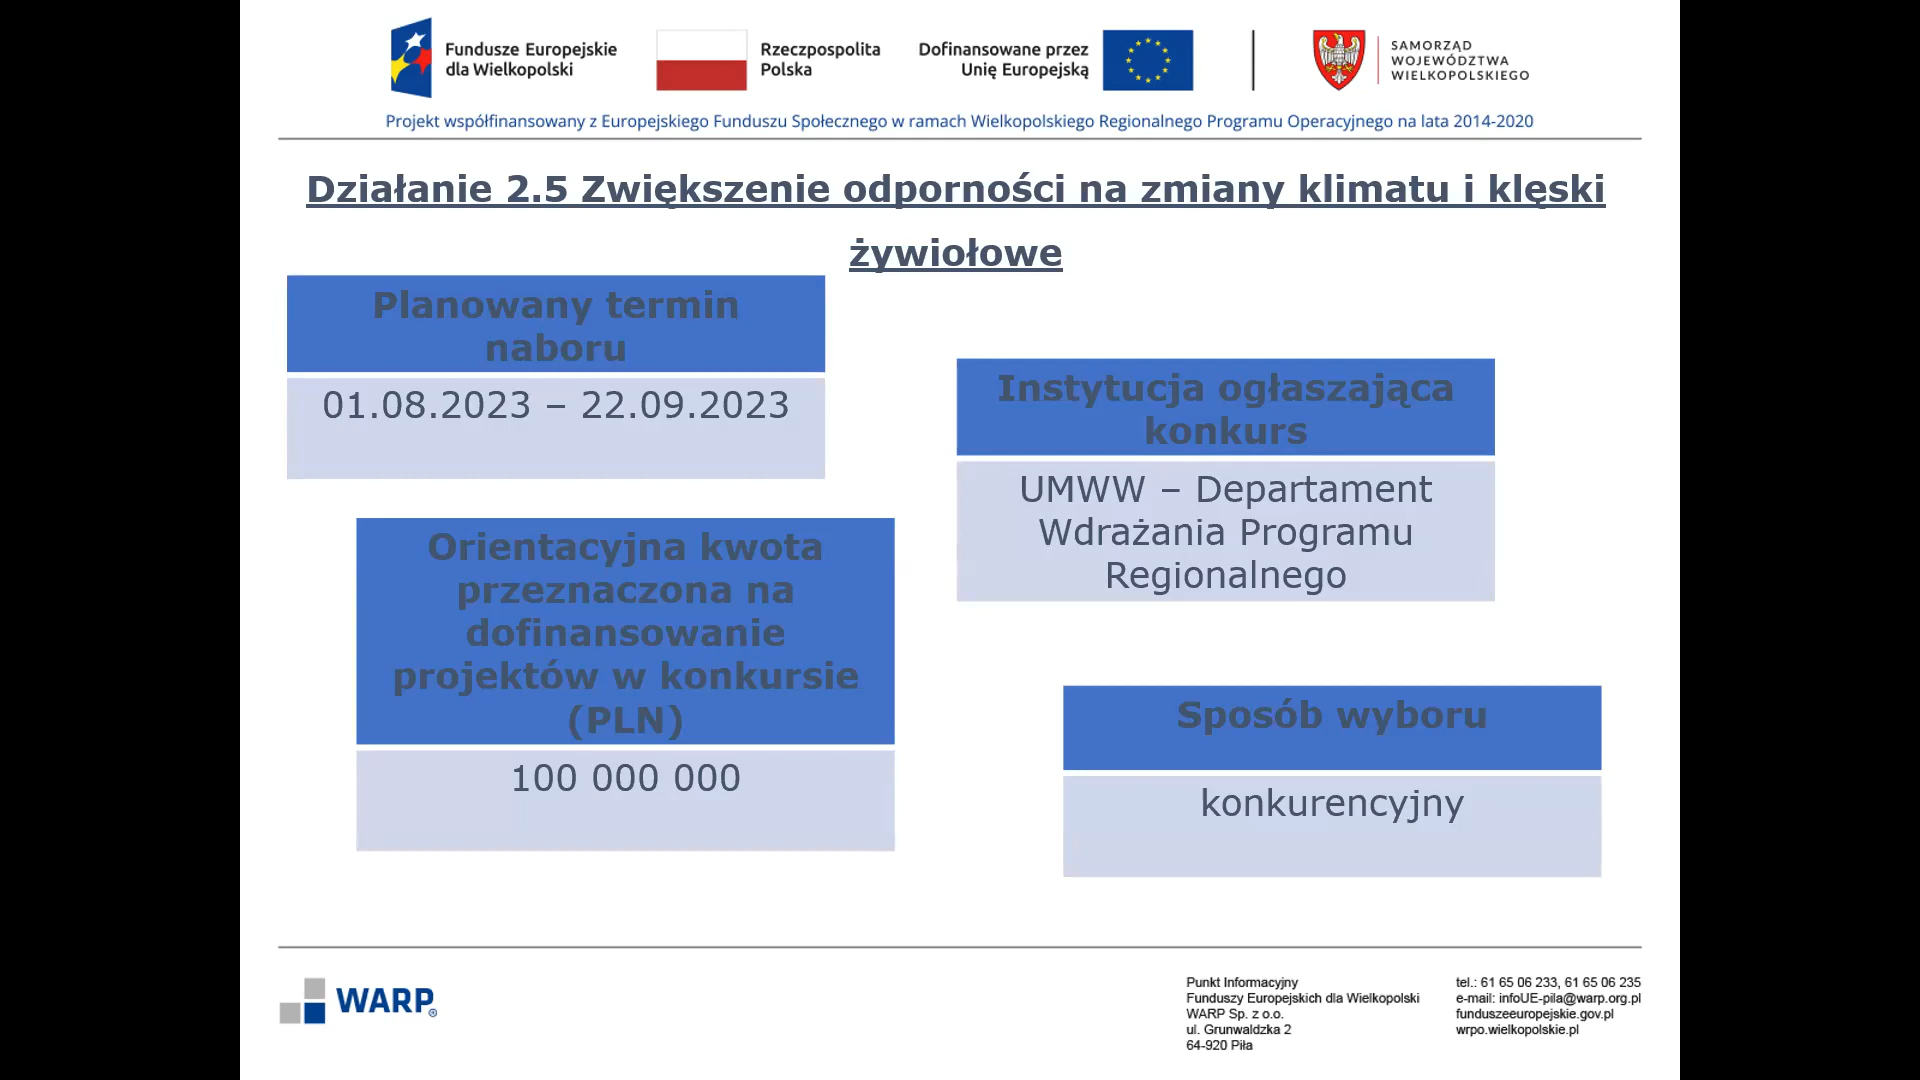 Fundusze Europejskie
dla Wielkopolski
Rzeczpospolita
Polska
Dofinansowane przez
Unię Europejską
SAMORZĄD
WOJEWÓDZTWA
WIELKOPOLSKIEGO
Projekt współfinansowany z Europejskiego Funduszu Społecznego w ramach Wielkopolskiego Regionalnego Programu Operacyjnego na lata 2014-2020
Działanie 2.5 Zwiększenie odporności na zmiany klimatu i klęski
żywiołowe
Planowany termin
naboru
01.08.2023 – 22.09.2023
Instytucja ogłaszająca
konkurs
UMWW – Departament
Wdrażania Programu
Regionalnego
Orientacyjna kwota
przeznaczona na
dofinansowanie
projektów w konkursie
(PLN)
100 000 000
Sposób wyboru
konkurencyjny
WARP®
Punkt Informacyjny
Funduszy Europejskich dla Wielkopolski
WARP Sp. z o.o.
ul. Grunwaldzka 2
64-920 Piła
tel.: 61 65 06 233, 61 65 06 235
e-mail: infoUE-pila@warp.org.pl
funduszeeuropejskie.gov.pl
wrpo.wielkopolskie.pl